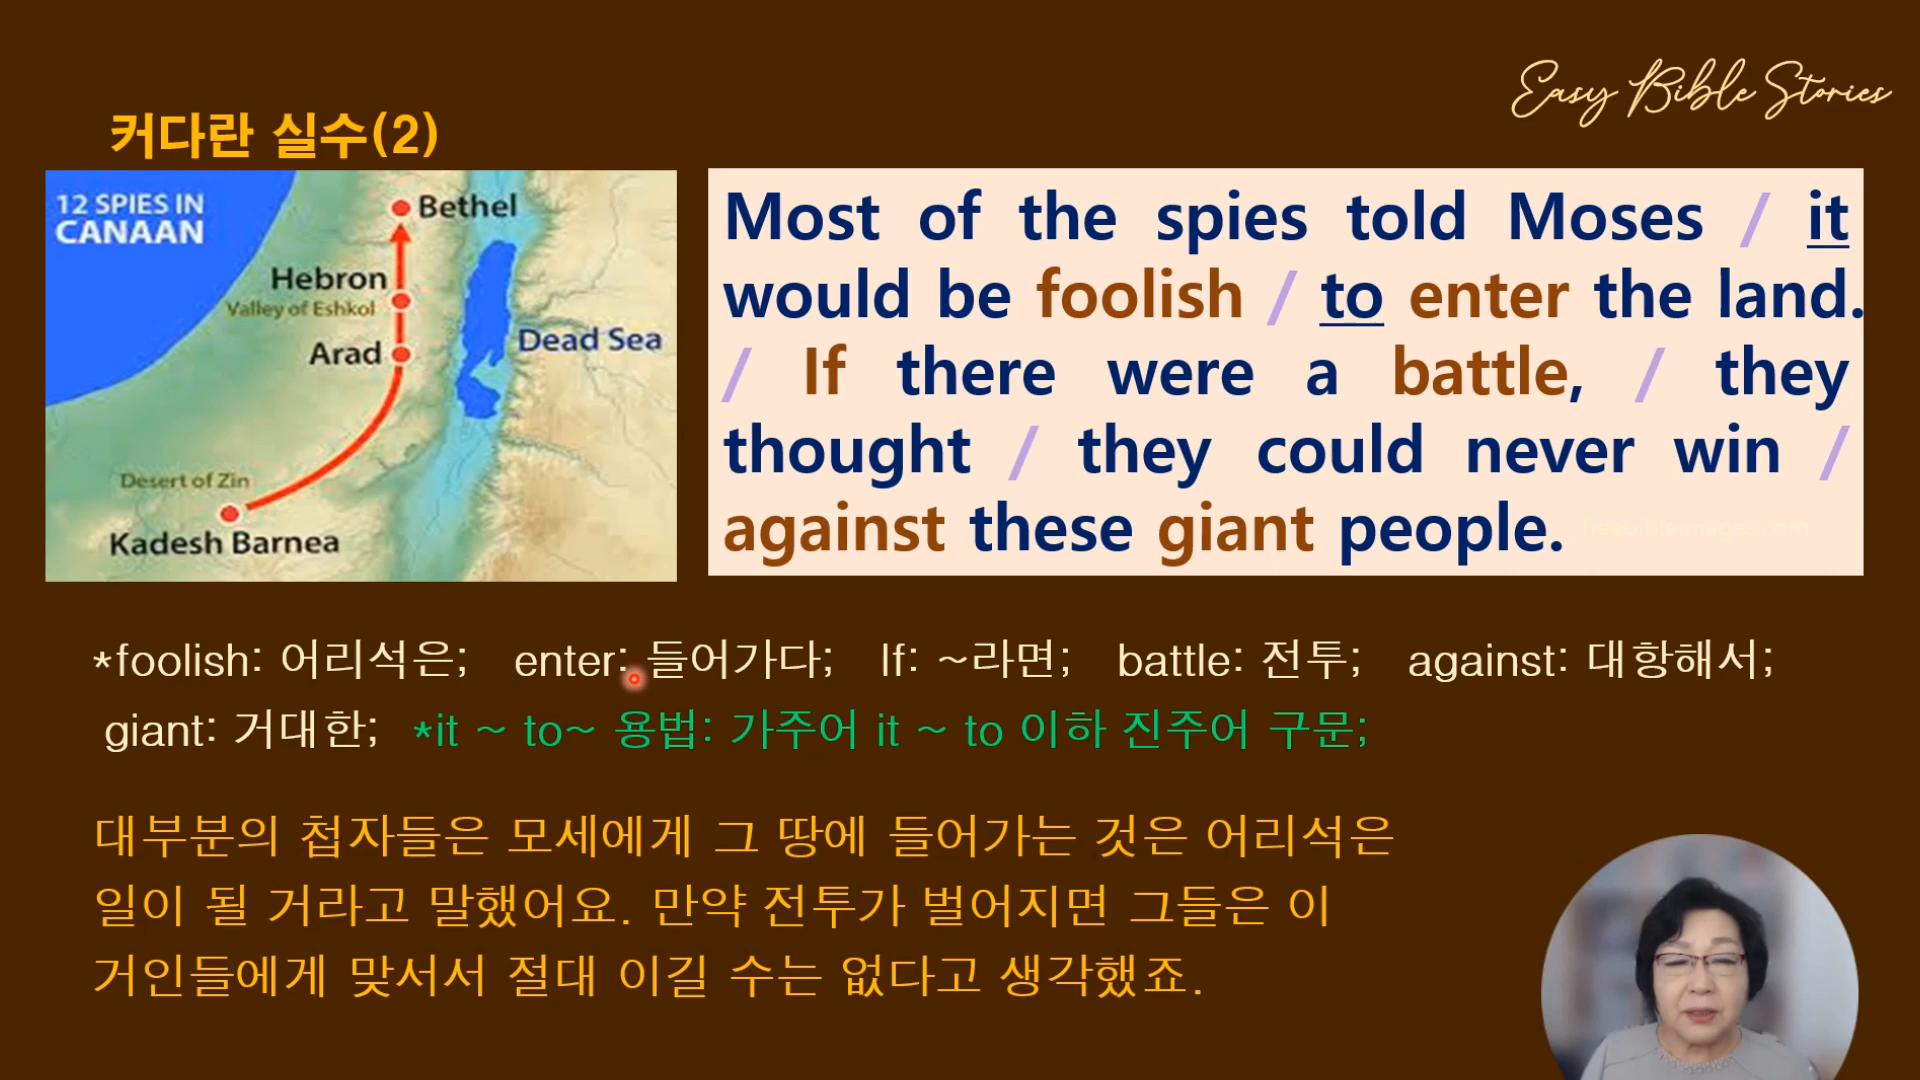 Easy Bible Stories
커다란 실수(2)
12 SPIES IN
CANAAN
Bethel
Hebron
Valley of Eshkol
Arad
Dead Sea
Desert of Zin
Kadesh Barnea
Most of the spies told Moses / it
would be foolish / to enter the land.
/ If there were a battle, / they
thought / they could never win /
against these giant people.
*foolish: 어리석은; enter: 들어가다; If: ~라면; battle: 전투; against: 대항해서;
giant: 거대한; *it ~ to~ 용법: 가주어 it ~ to 이하 진주어 구문;
대부분의 첩자들은 모세에게 그 땅에 들어가는 것은 어리석은
일이 될 거라고 말했어요. 만약 전투가 벌어지면 그들은 이
거인들에게 맞서서 절대 이길 수는 없다고 생각했죠.